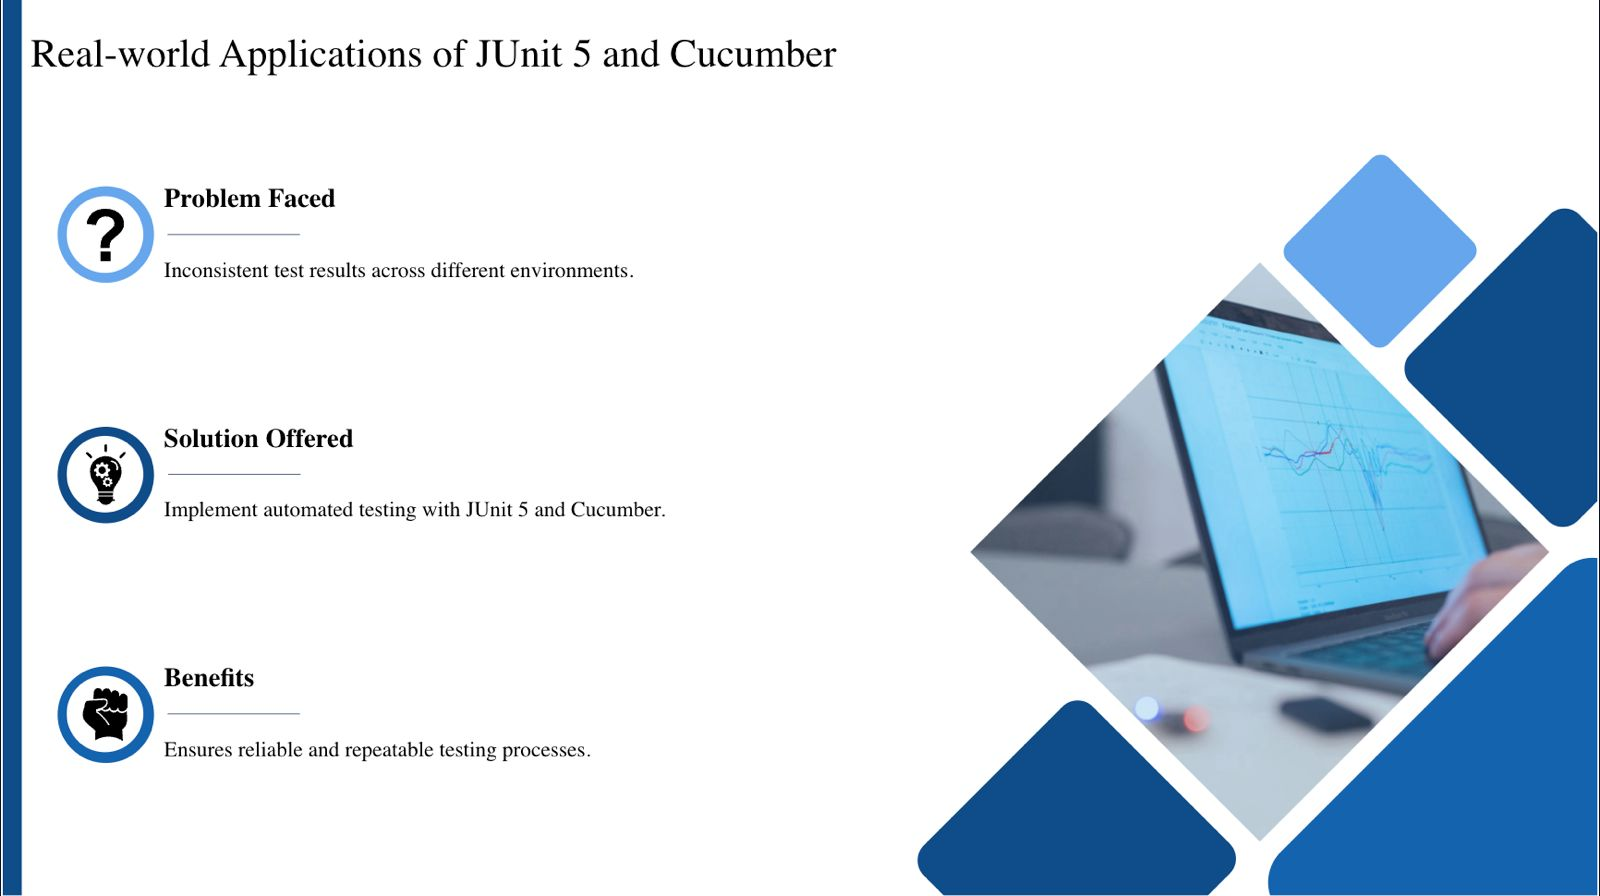 Real-world Applications of JUnit 5 and Cucumber
Problem Faced
Inconsistent test results across different environments.
Solution Offered
Implement automated testing with JUnit 5 and Cucumber.
Benefits
Ensures reliable and repeatable testing processes.